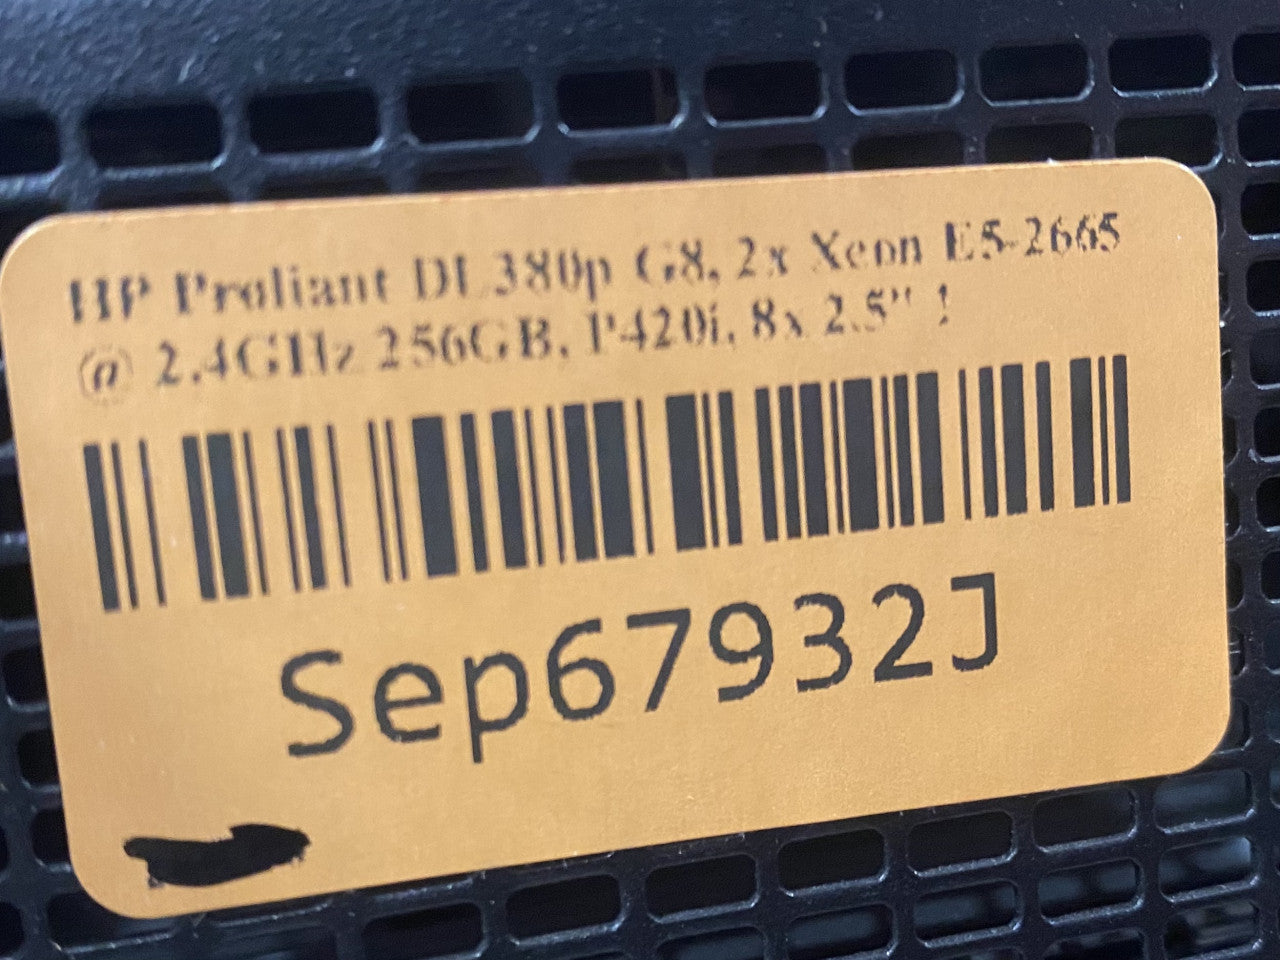 HP Proliant DL380p G8, 2x Xeon E5-2665
@ 2.4GHz 256GB, P420i, 8x 2.5" !
Sep67932J